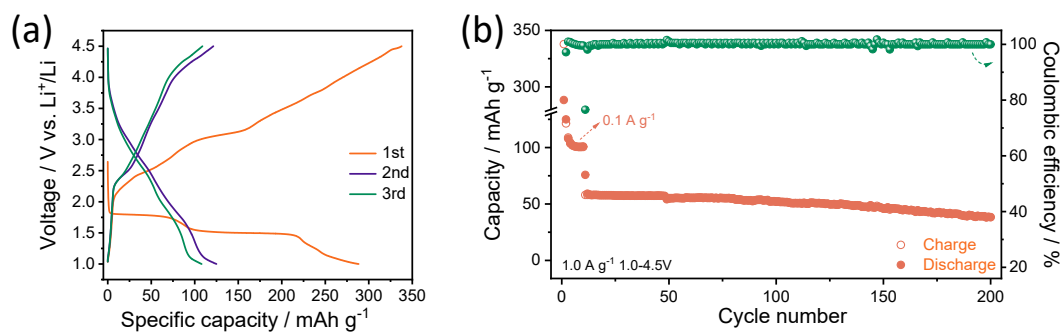 (a)
4.5
4.0
3.5
3.0
2.5
2.0
1.5
1.0
Voltage / V vs. Li⁺/Li
1st
2nd
3rd
0 50 100 150 200 250 300 350
Specific capacity / mAh g⁻¹
(b)
350
300
100
50
0
Capacity / mAh g⁻¹
0.1 A g⁻¹
Charge
Discharge
1.0 A g⁻¹ 1.0-4.5V
0 50 100 150 200
Cycle number
100
80
60
40
20
Coulombic efficiency / %